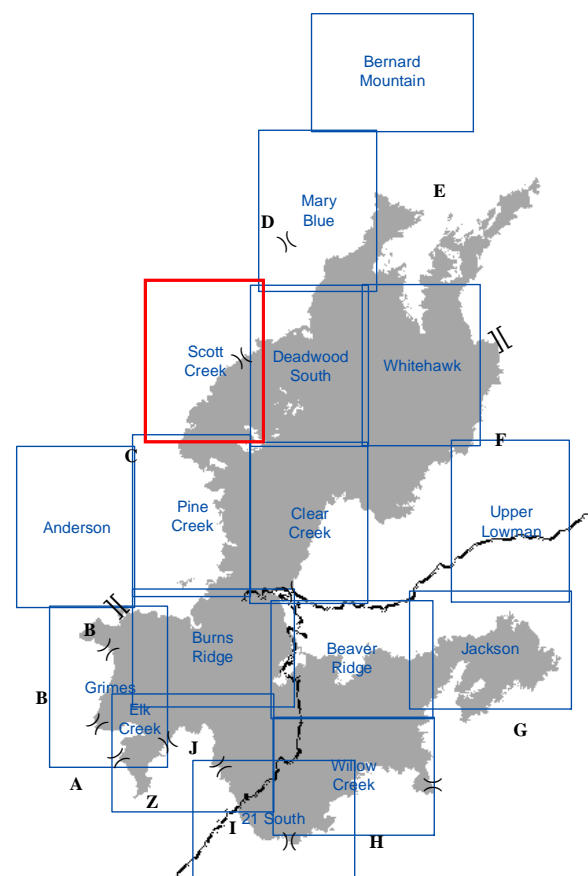 Bernard
Mountain
E
Mary
Blue
D
Scott
Creek
Deadwood
South
Whitehawk
F
C
Anderson
Pine
Creek
Clear
Creek
Upper
Lowman
B
Burns
Ridge
Beaver
Ridge
Jackson
B
Grimes
Elk
Creek
G
J
A
Z
Willow
Creek
I
21 South
H